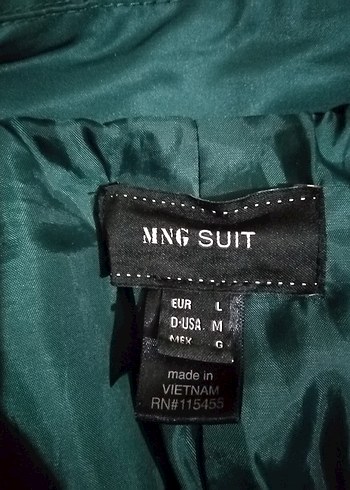 MNG SUIT
EUR L
D·USA. M
MEX G
made in
VIETNAM
RN#115455